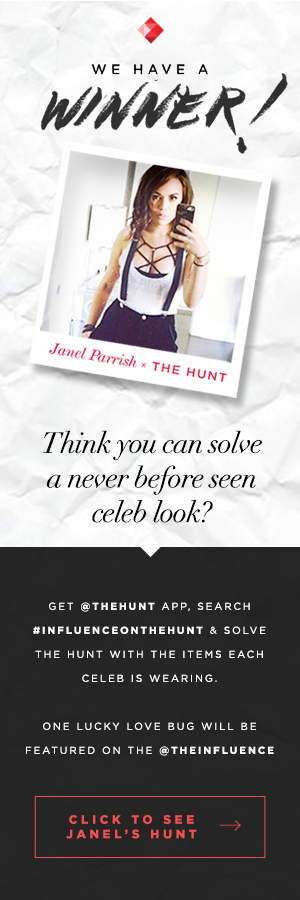 WE HAVE A
WINNER!
Janel Parrish × THE HUNT
Think you can solve
a never before seen
celeb look?
GET @THEHUNT APP, SEARCH
#INFLUENCEONTHEHUNT & SOLVE
THE HUNT WITH THE ITEMS EACH
CELEB IS WEARING.
ONE LUCKY LOVE BUG WILL BE
FEATURED ON THE @THEINFLUENCE
CLICK TO SEE
JANEL'S HUNT